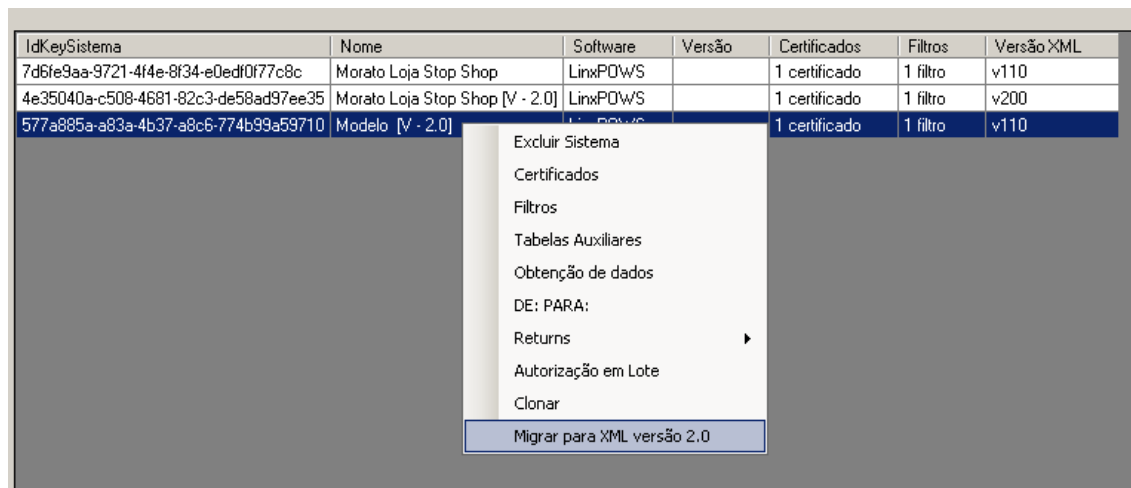 IdKeySistema Nome Software Versão Certificados Filtros Versão XML
7d6fe9aa-9721-4f4e-8f34-e0edf0f77c8c Morato Loja Stop Shop LinxPOWS 1 certificado 1 filtro v110
4e35040a-c508-4681-82c3-de58ad97ee35 Morato Loja Stop Shop [V - 2.0] LinxPOWS 1 certificado 1 filtro v200
577a885a-a83a-4b37-a8c6-774b99a59710 Modelo [V - 2.0] 1 certificado 1 filtro v110
Excluir Sistema
Certificados
Filtros
Tabelas Auxiliares
Obtenção de dados
DE: PARA:
Returns
Autorização em Lote
Clonar
Migrar para XML versão 2.0